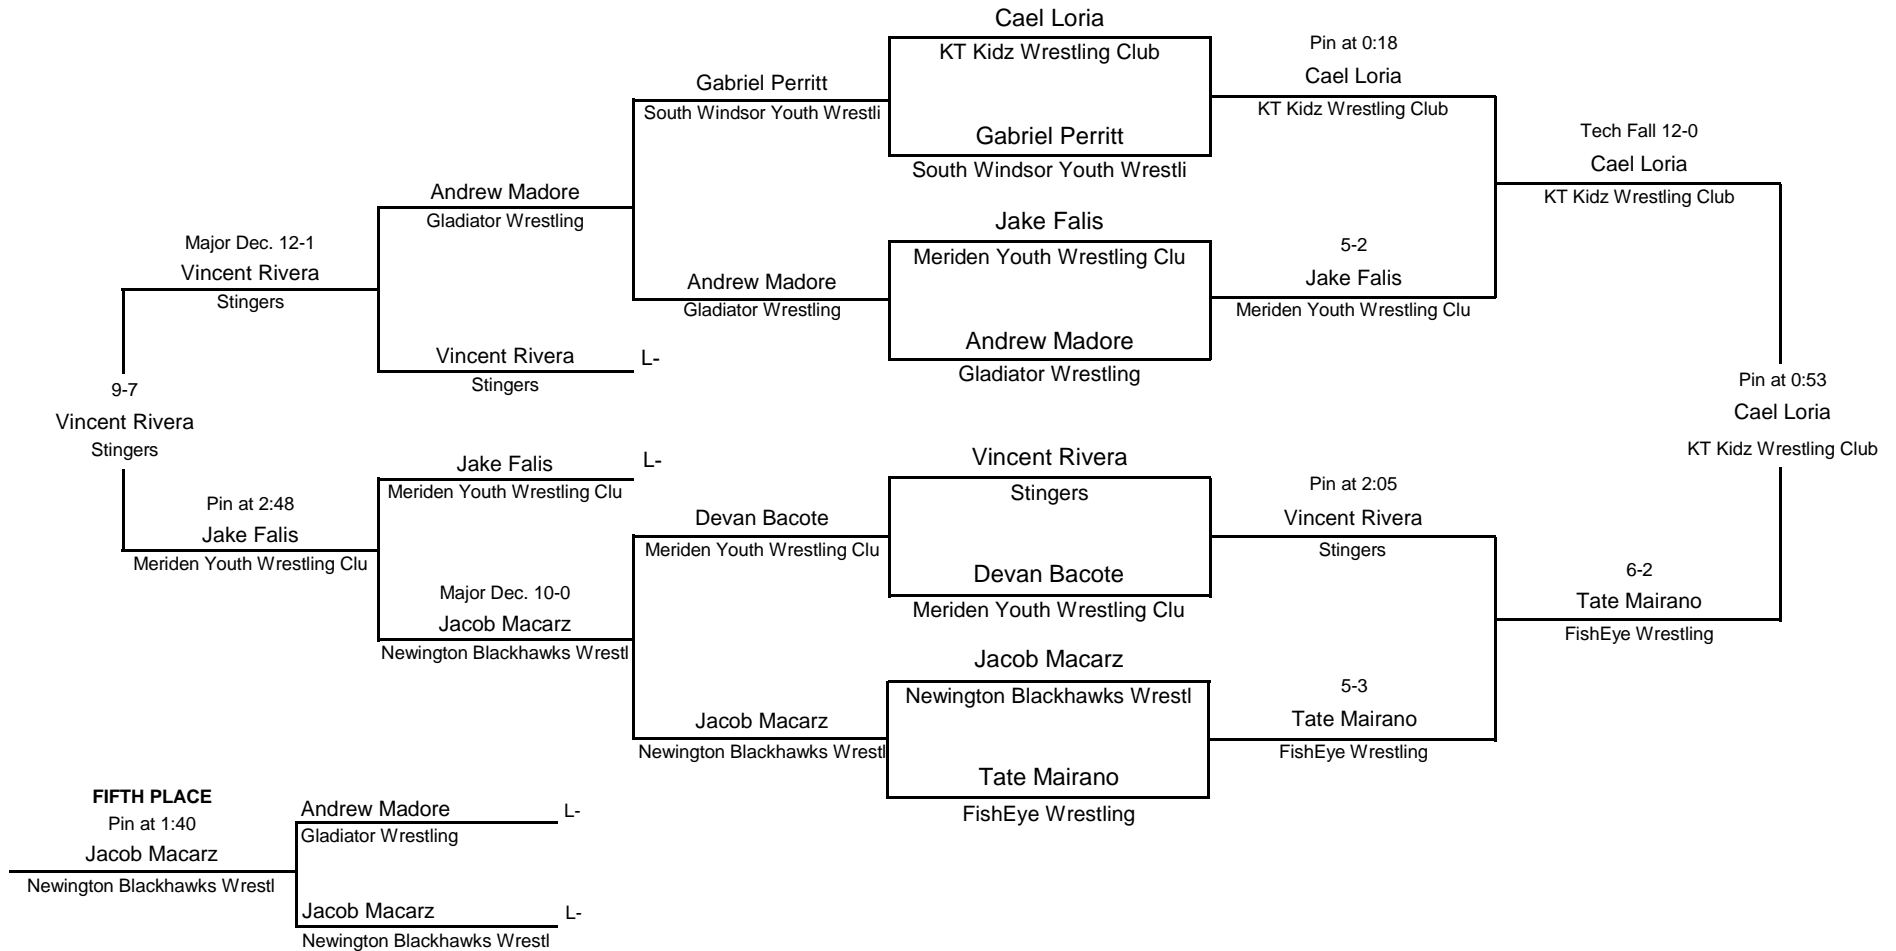 Cael Loria
KT Kidz Wrestling Club
Gabriel Perritt
South Windsor Youth Wrestli
Jake Falis
Meriden Youth Wrestling Clu
Andrew Madore
Gladiator Wrestling
Vincent Rivera
Stingers
Devan Bacote
Meriden Youth Wrestling Clu
Jacob Macarz
Newington Blackhawks Wrestl
Tate Mairano
FishEye Wrestling
Pin at 0:18
Cael Loria
KT Kidz Wrestling Club
5-2
Jake Falis
Meriden Youth Wrestling Clu
Pin at 2:05
Vincent Rivera
Stingers
5-3
Tate Mairano
FishEye Wrestling
Tech Fall 12-0
Cael Loria
KT Kidz Wrestling Club
6-2
Tate Mairano
FishEye Wrestling
Pin at 0:53
Cael Loria
KT Kidz Wrestling Club
Gabriel Perritt
South Windsor Youth Wrestli
Andrew Madore
Gladiator Wrestling
Devan Bacote
Meriden Youth Wrestling Clu
Jacob Macarz
Newington Blackhawks Wrestl
Andrew Madore
Gladiator Wrestling
Vincent Rivera
L-
Stingers
Jake Falis
L-
Meriden Youth Wrestling Clu
Major Dec. 10-0
Jacob Macarz
Newington Blackhawks Wrestl
Major Dec. 12-1
Vincent Rivera
Stingers
Pin at 2:48
Jake Falis
Meriden Youth Wrestling Clu
9-7
Vincent Rivera
Stingers
FIFTH PLACE
Pin at 1:40
Jacob Macarz
Newington Blackhawks Wrestl
Andrew Madore
L-
Gladiator Wrestling
Jacob Macarz
L-
Newington Blackhawks Wrestl